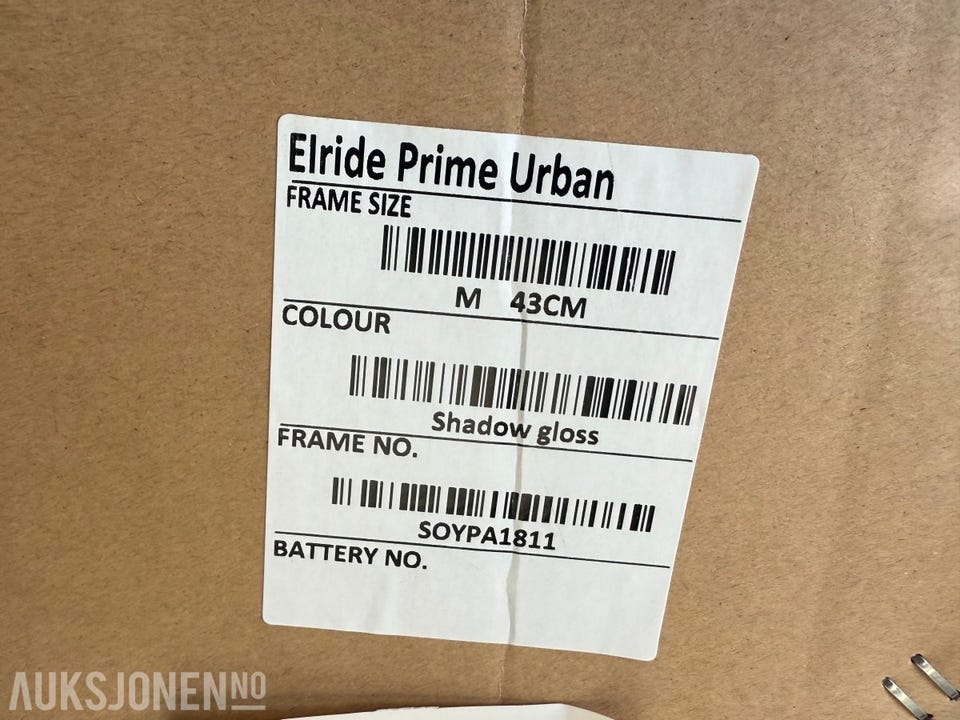 Elride Prime Urban
FRAME SIZE
M 43CM
COLOUR
Shadow gloss
FRAME NO.
SOYPA1811
BATTERY NO.
AUKSJONEN NO